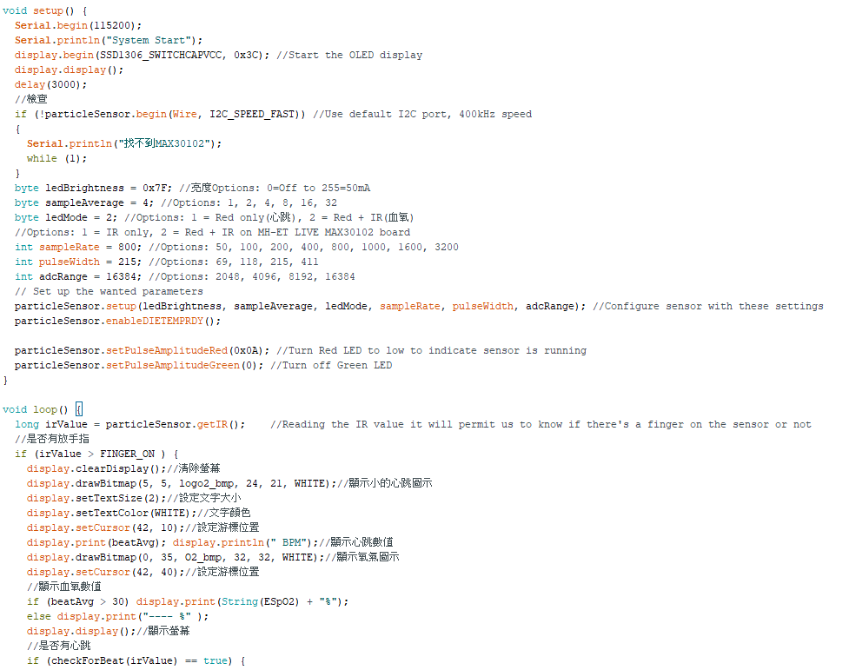 void setup() {
  Serial.begin(115200);
  Serial.println("System Start");
  display.begin(SSD1306_SWITCHCAPVCC, 0x3C); //Start the OLED display
  display.display();
  delay(3000);
  //檢查
  if (!particleSensor.begin(Wire, I2C_SPEED_FAST)) //Use default I2C port, 400kHz speed
  {
    Serial.println("找不到MAX30102");
    while (1);
  }
  byte ledBrightness = 0x7F; //亮度Options: 0=Off to 255=50mA
  byte sampleAverage = 4; //Options: 1, 2, 4, 8, 16, 32
  byte ledMode = 2; //Options: 1 = Red only(心跳), 2 = Red + IR(血氧)
  //Options: 1 = IR only, 2 = Red + IR on MH-ET LIVE MAX30102 board
  int sampleRate = 800; //Options: 50, 100, 200, 400, 800, 1000, 1600, 3200
  int pulseWidth = 215; //Options: 69, 118, 215, 411
  int adcRange = 16384; //Options: 2048, 4096, 8192, 16384
  // Set up the wanted parameters
  particleSensor.setup(ledBrightness, sampleAverage, ledMode, sampleRate, pulseWidth, adcRange); //Configure sensor with these settings
  particleSensor.enableDIETEMPRDY();
  particleSensor.setPulseAmplitudeRed(0x0A); //Turn Red LED to low to indicate sensor is running
  particleSensor.setPulseAmplitudeGreen(0); //Turn off Green LED
}
void loop() {
  long irValue = particleSensor.getIR();    //Reading the IR value it will permit us to know if there's a finger on the sensor or not
  //是否有放手指
  if (irValue > FINGER_ON ) {
    display.clearDisplay();//清除螢幕
    display.drawBitmap(5, 5, logo2_bmp, 24, 21, WHITE);//顯示小的心跳圖示
    display.setTextSize(2);//設定文字大小
    display.setTextColor(WHITE);//文字顏色
    display.setCursor(42, 10);//設定游標位置
    display.print(beatAvg); display.println(" BPM");//顯示心跳數值
    display.drawBitmap(0, 35, O2_bmp, 32, 32, WHITE);//顯示氧氣圖示
    display.setCursor(42, 40);//設定游標位置
    //顯示血氧數值
    if (beatAvg > 30) display.print(String(ESpO2) + "%");
    else display.print("---- %" );
    display.display();//顯示螢幕
    //是否有心跳
    if (checkForBeat(irValue) == true) {